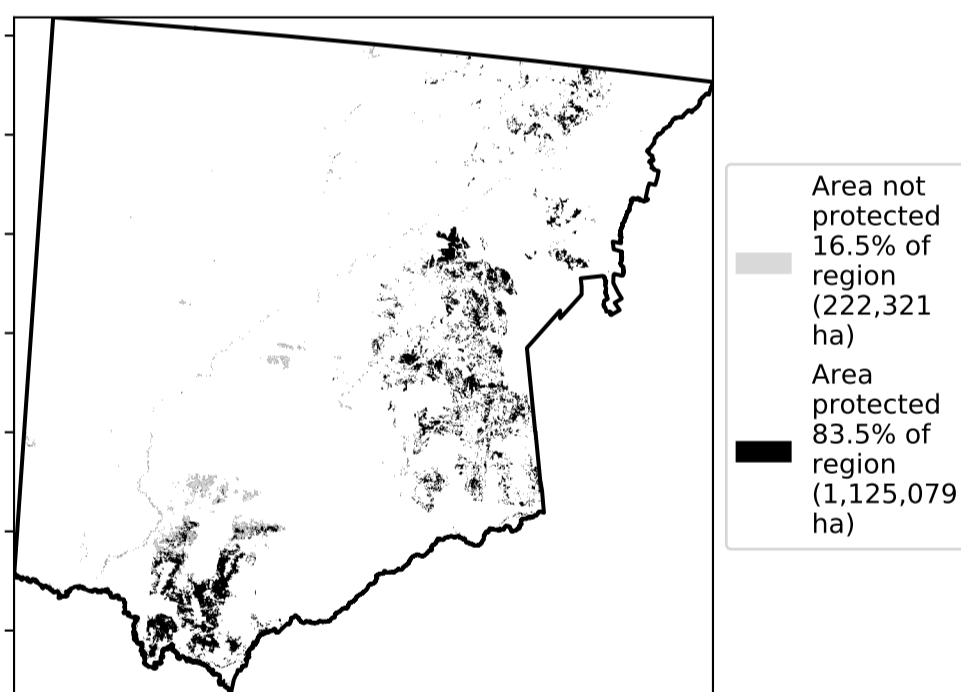 Area not
protected
16.5% of
region
(222,321
ha)
Area
protected
83.5% of
region
(1,125,079
ha)